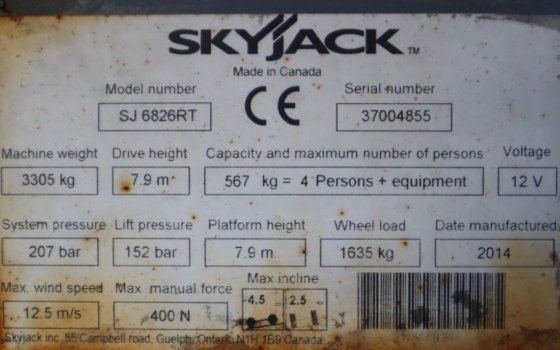 SKYJACK™
Made in Canada
Model number Serial number
SJ 6826RT CE 37004855
Machine weight Drive height Capacity and maximum number of persons Voltage
3305 kg 7.9 m 567 kg = 4 Persons + equipment 12 V
System pressure Lift pressure Platform height Wheel load Date manufactured
207 bar 152 bar 7.9 m 1635 kg 2014
Max. wind speed Max. manual force Max incline
12.5 m/s 400 N 4.5 2.5
Skyjack inc. 55 Campbell road, Guelph, Ontario N1H 1B9 Canada